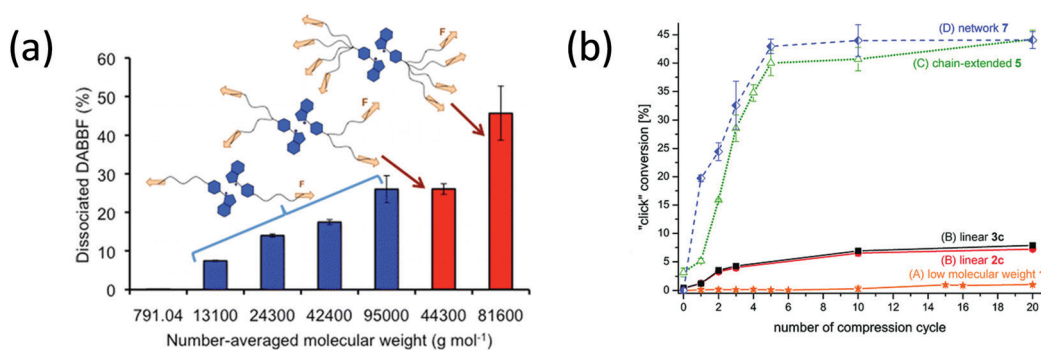 (a)
Dissociated DABBF (%)
60
50
40
30
20
10
0
F
F
F
791.04 13100 24300 42400 95000 44300 81600
Number-averaged molecular weight (g mol⁻¹)
(b)
"click" conversion [%]
45
40
35
30
25
20
15
10
5
0
(D) network 7
(C) chain-extended 5
(B) linear 3c
(B) linear 2c
(A) low molecular weight
0 2 4 6 8 10 12 14 16 18 20
number of compression cycle